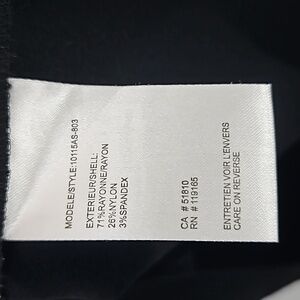 MODELE/STYLE:10115AS-803
EXTERIEUR/SHELL:
71%RAYONNE/RAYON
26%NYLON
3%SPANDEX
CA # 51810
RN # 119165
ENTRETIEN VOIR L'ENVERS
CARE ON REVERSE